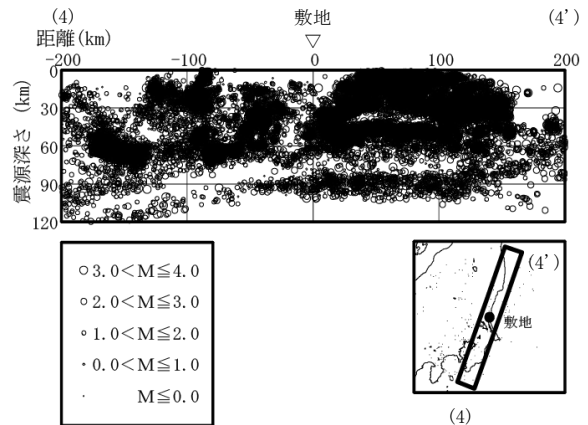 (4) 敷地 (4')
距離(km) ▽
-200 -100 0 100 200
0
30
60
90
120
震源深さ (km)
○ 3.0<M≦4.0
○ 2.0<M≦3.0
○ 1.0<M≦2.0
○ 0.0<M≦1.0
・ M≦0.0
(4')
敷地
(4)